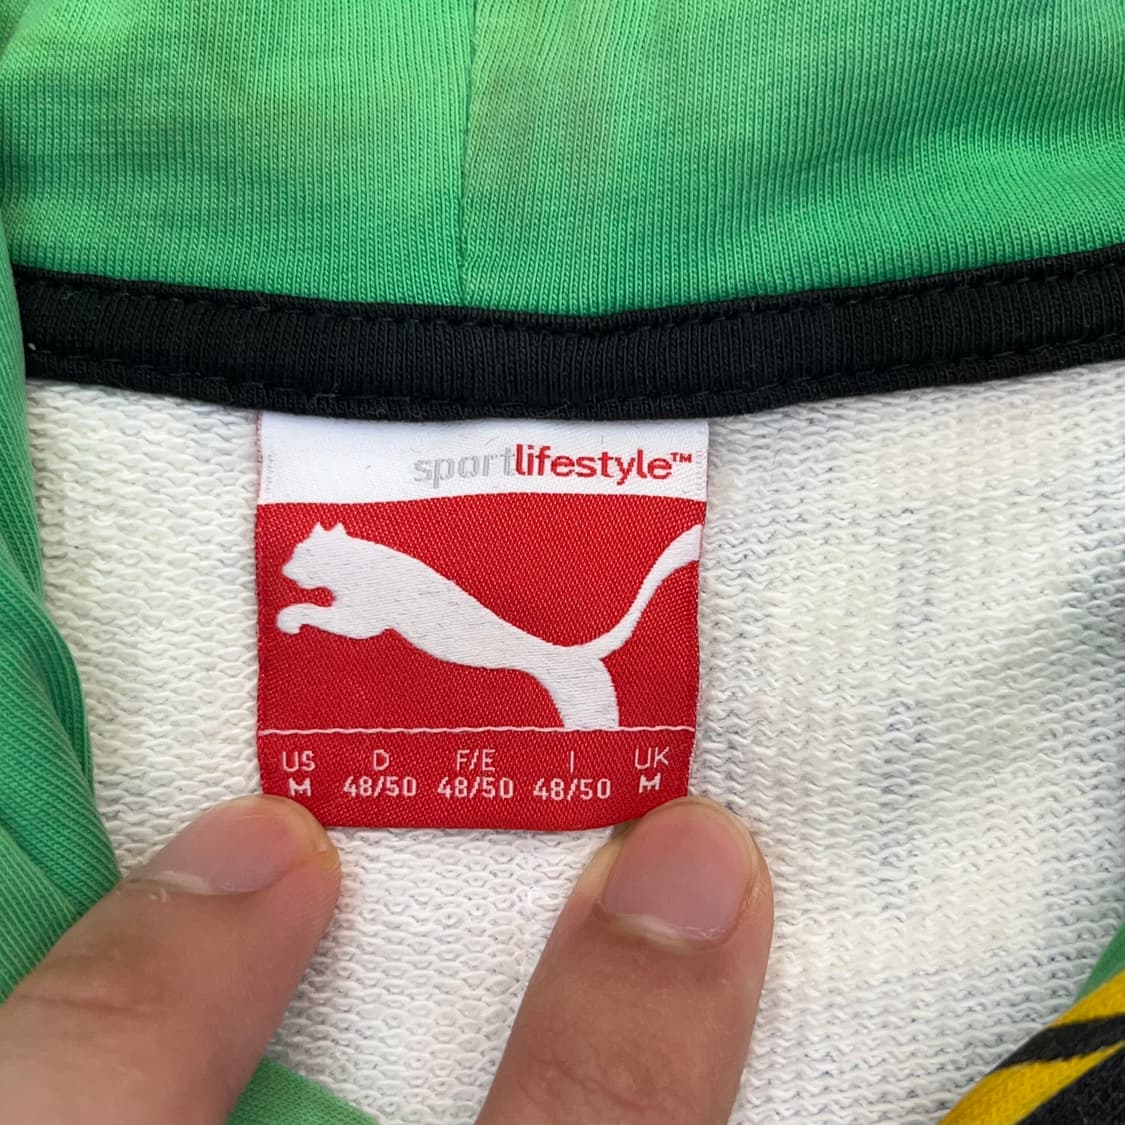 sportlifestyle™
US D F/E I UK
M 48/50 48/50 48/50 M